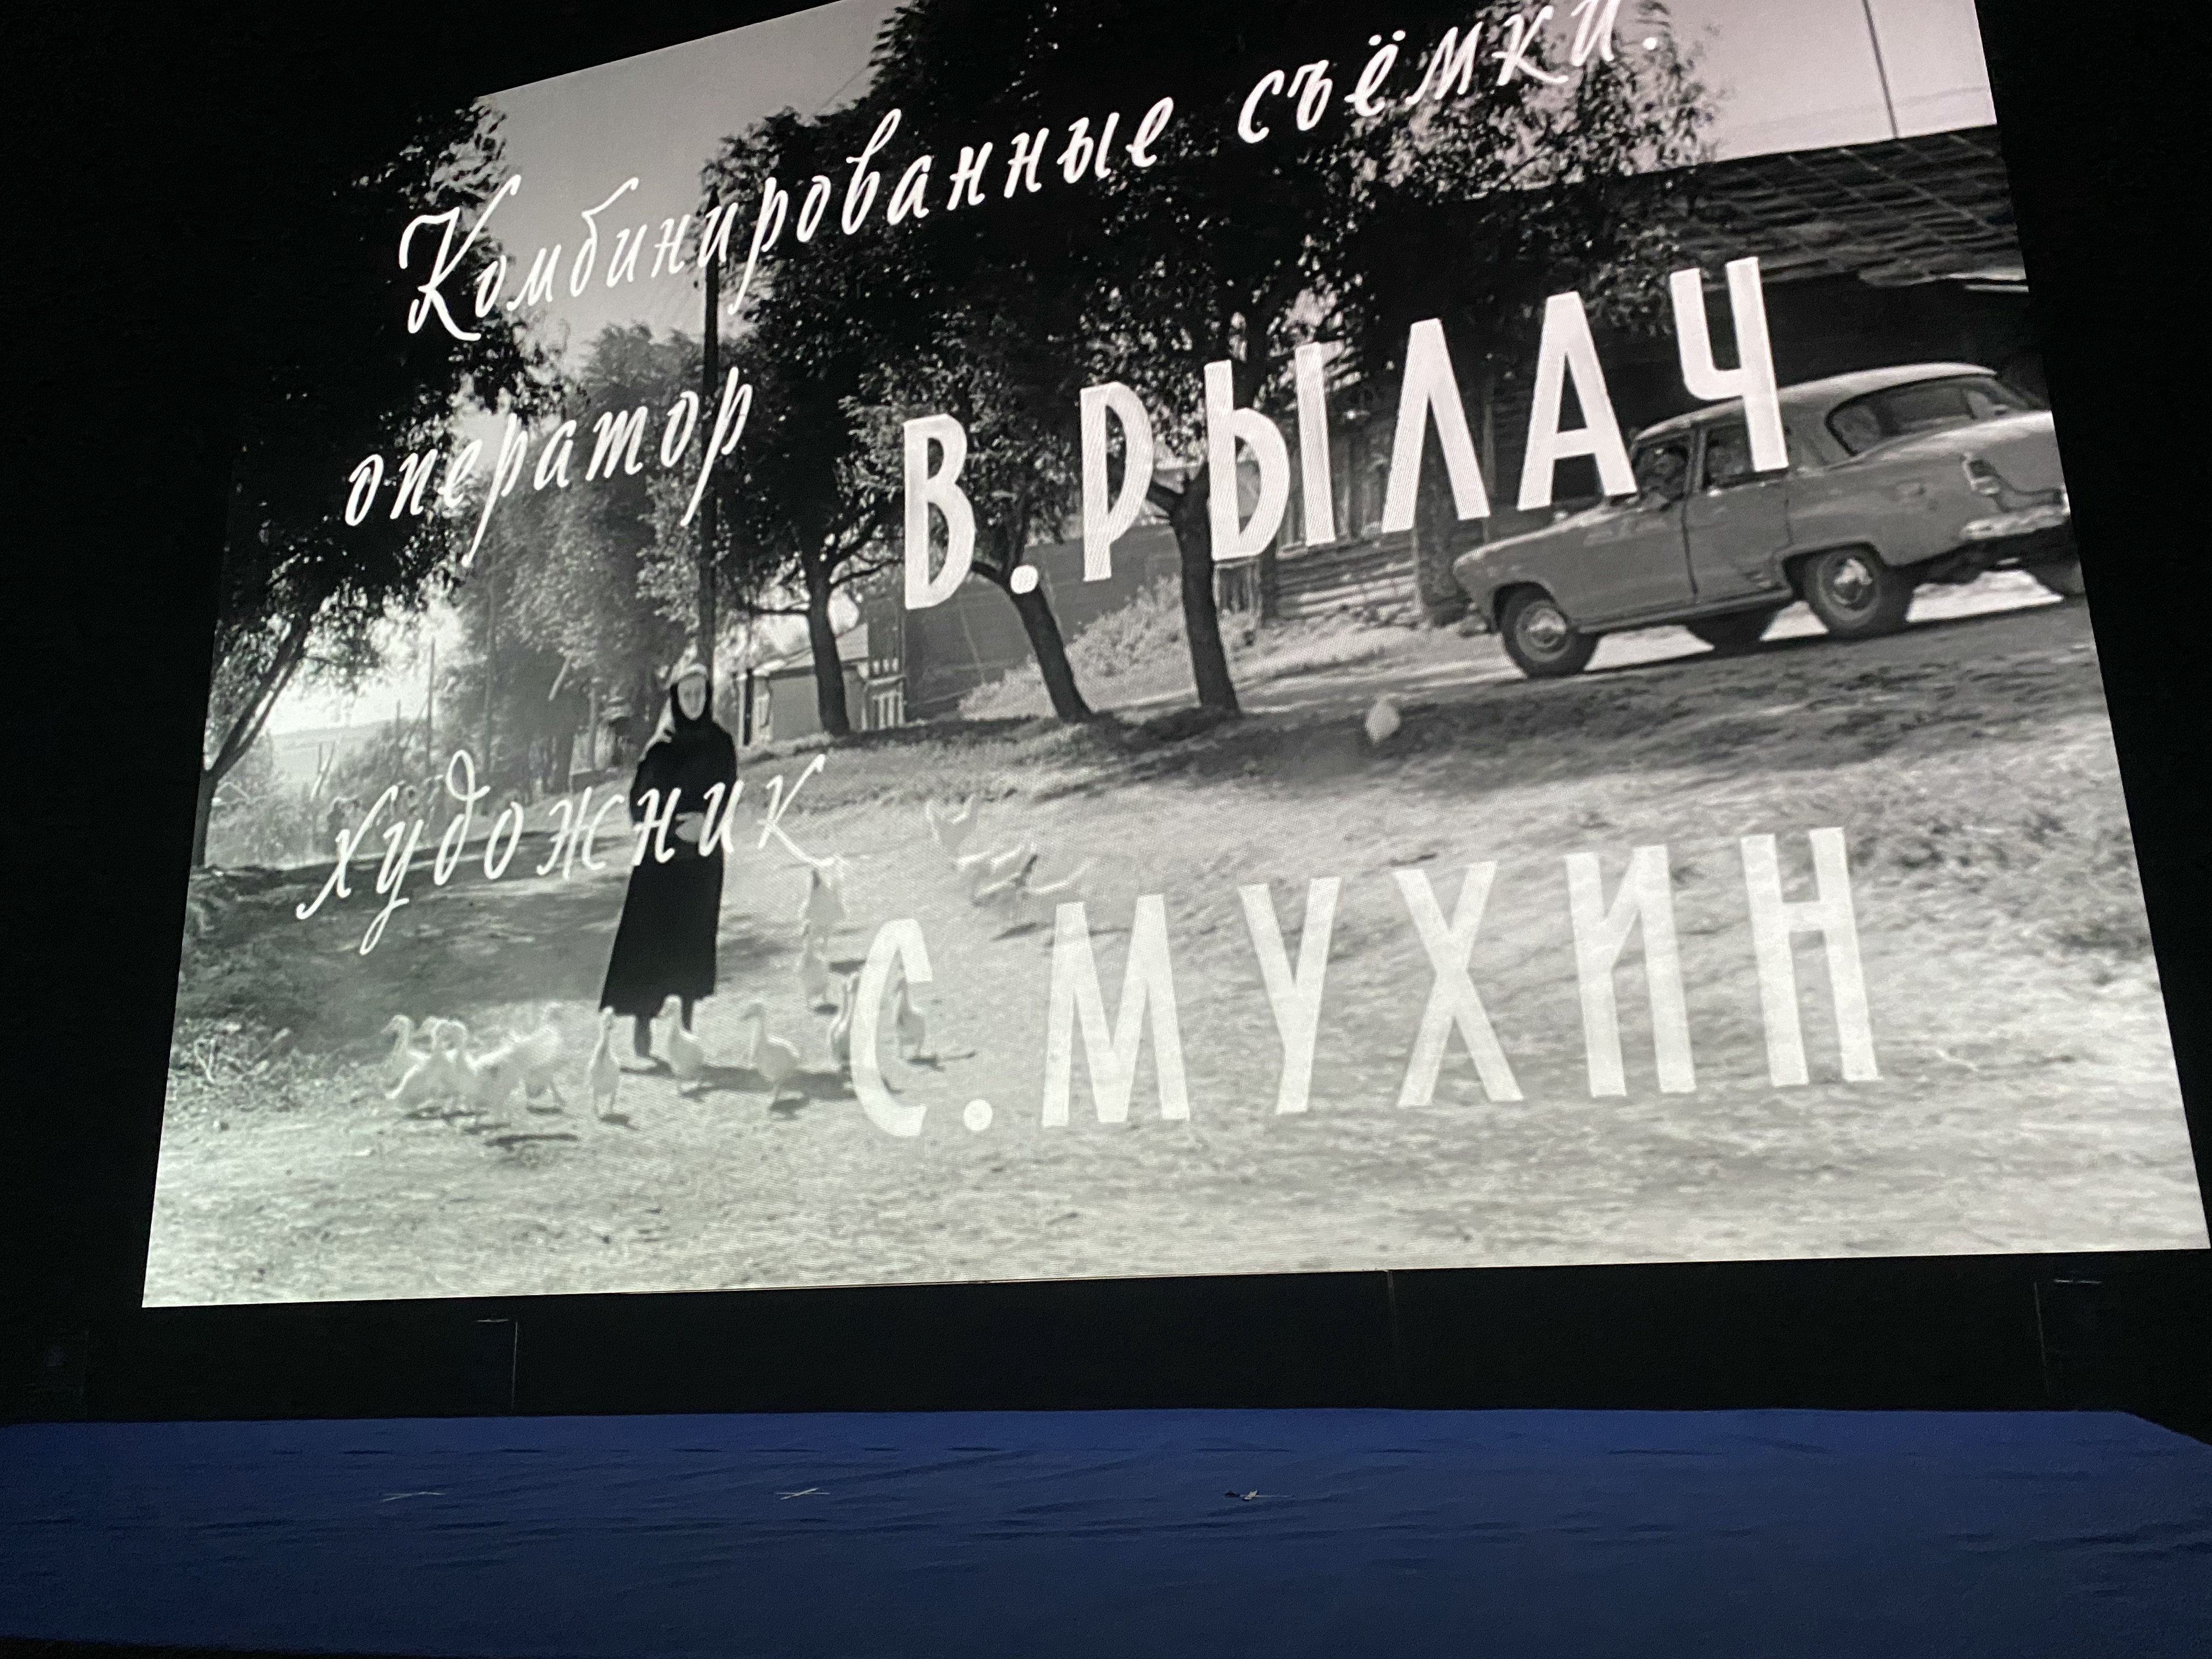 Комбинированные съёмки:
оператор В. РЫЛАЧ
художник С. МУХИН